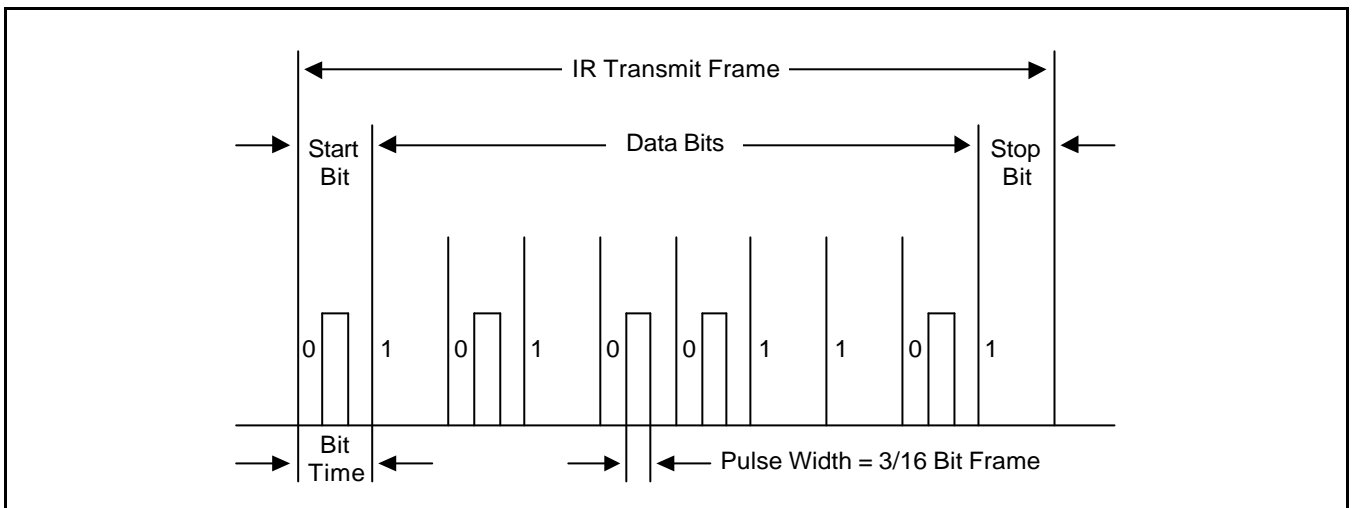 IR Transmit Frame
Start
Bit
Data Bits
Stop
Bit
0 1 0 1 0 0 1 1 0 1
Bit
Time
Pulse Width = 3/16 Bit Frame